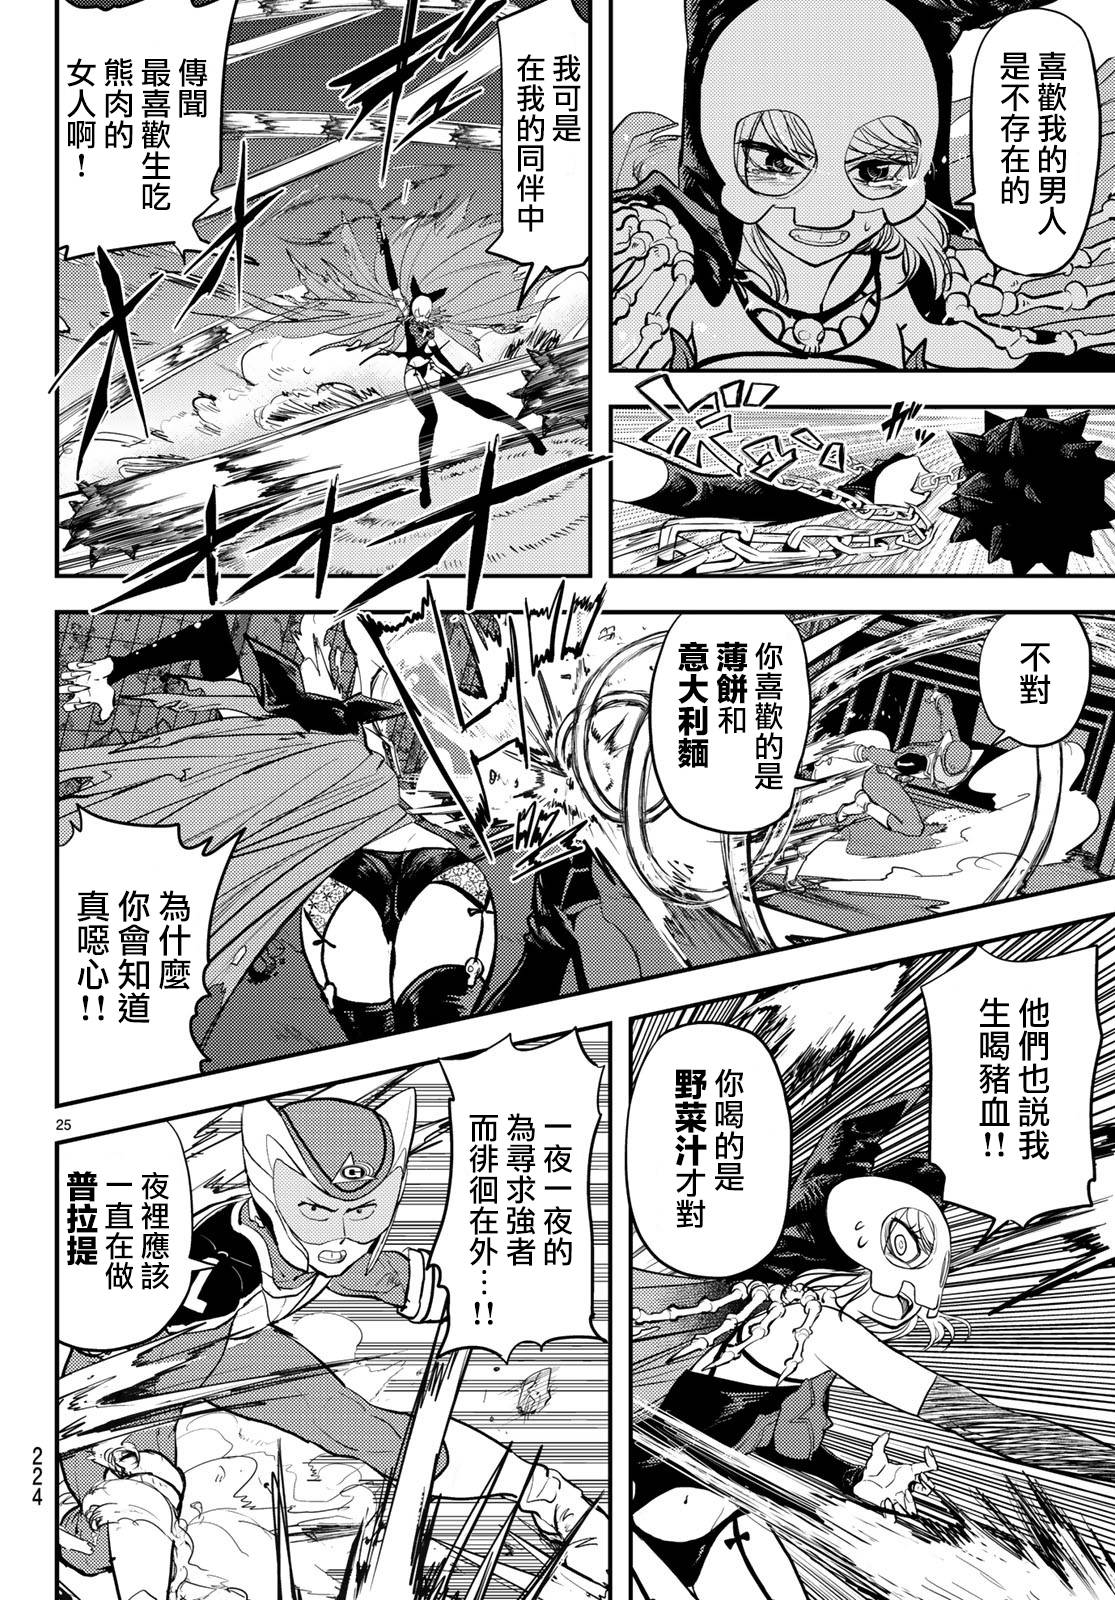 喜歡我的男人
是不存在的
我可是
在我的同伴中
傳聞
最喜歡生吃
熊肉的
女人啊！
不對
你喜歡的是
薄餅和
意大利麵
為什麼
你會知道
真噁心!!
他們也說我
生喝豬血!!
你喝的是
野菜汁才對
一夜一夜的
為尋求強者
而徘徊在外…!!
夜裡應該
一直在做
普拉提
G
1
25
224